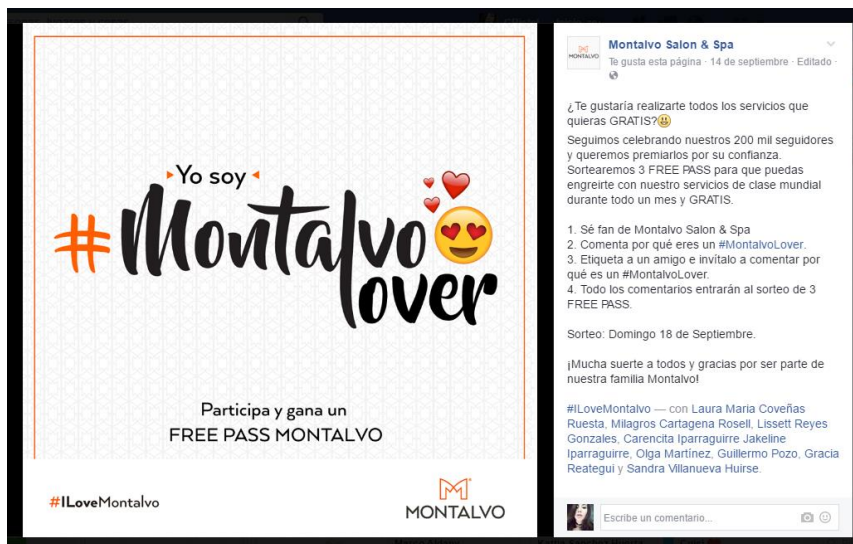 Yo soy
#Montalvo
lover
Participa y gana un
FREE PASS MONTALVO
#ILoveMontalvo
MONTALVO
MONTALVO
Montalvo Salon & Spa
Te gusta esta página · 14 de septiembre · Editado ·
¿Te gustaría realizarte todos los servicios que
quieras GRATIS?😃
Seguimos celebrando nuestros 200 mil seguidores
y queremos premiarlos por su confianza.
Sortearemos 3 FREE PASS para que puedas
engreirte con nuestro servicios de clase mundial
durante todo un mes y GRATIS.
1. Sé fan de Montalvo Salon & Spa
2. Comenta por qué eres un #MontalvoLover.
3. Etiqueta a un amigo e invítalo a comentar por
qué es un #MontalvoLover.
4. Todo los comentarios entrarán al sorteo de 3
FREE PASS.
Sorteo: Domingo 18 de Septiembre.
¡Mucha suerte a todos y gracias por ser parte de
nuestra familia Montalvo!
#ILoveMontalvo — con Laura Maria Coveñas
Ruesta, Milagros Cartagena Rosell, Lissett Reyes
Gonzales, Carencita Iparraguirre Jakeline
Iparraguirre, Olga Martínez, Guillermo Pozo, Gracia
Reategui y Sandra Villanueva Huirse.
Escribe un comentario...